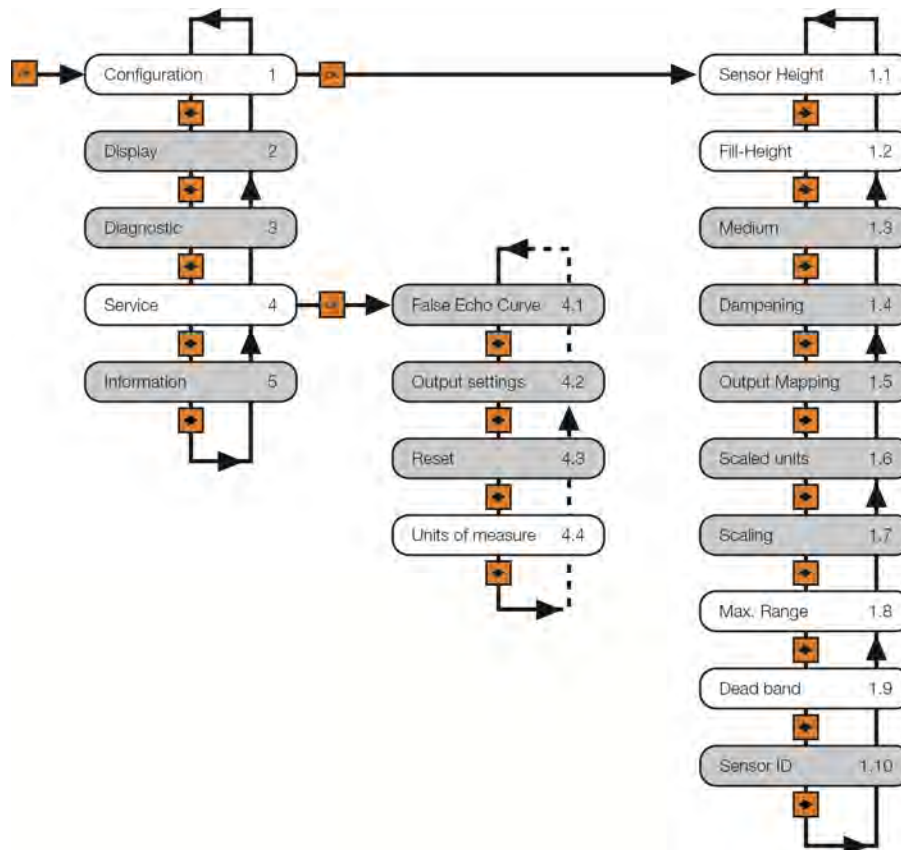 Configuration 1
Display 2
Diagnostic 3
Service 4
Information 5
False Echo Curve 4.1
Output settings 4.2
Reset 4.3
Units of measure 4.4
Sensor Height 1.1
Fill-Height 1.2
Medium 1.3
Dampening 1.4
Output Mapping 1.5
Scaled units 1.6
Scaling 1.7
Max. Range 1.8
Dead band 1.9
Sensor ID 1.10